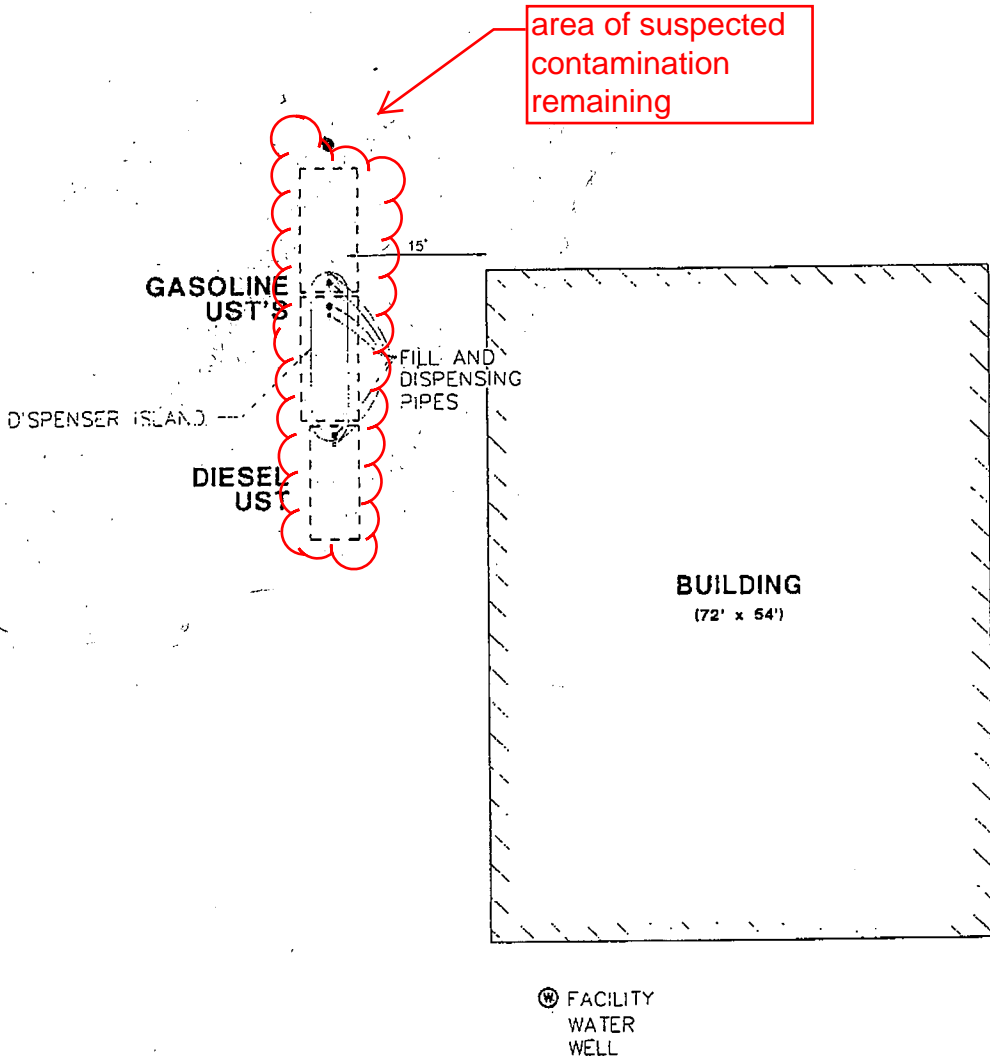 area of suspected
contamination
remaining
15'
GASOLINE
UST'S
FILL AND
DISPENSING
PIPES
D'SPENSER ISLAND
DIESEL
UST
BUILDING
(72' x 54')
W FACILITY
WATER
WELL